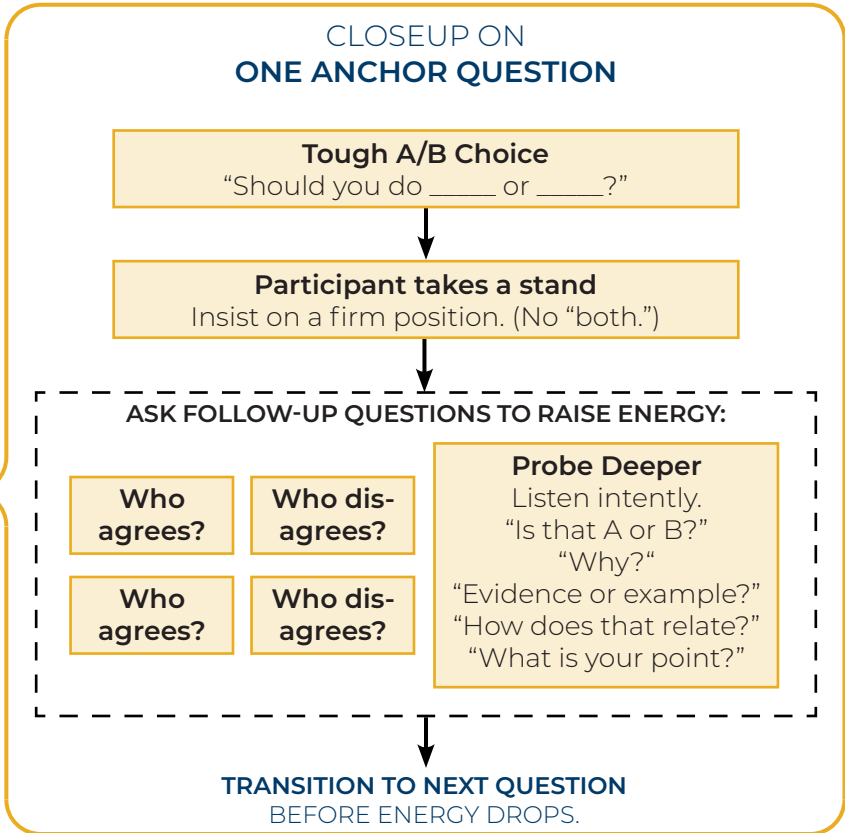 CLOSEUP ON
ONE ANCHOR QUESTION
Tough A/B Choice
“Should you do _____ or _____?”
Participant takes a stand
Insist on a firm position. (No “both.”)
ASK FOLLOW-UP QUESTIONS TO RAISE ENERGY:
Who
agrees?
Who dis-
agrees?
Who
agrees?
Who dis-
agrees?
Probe Deeper
Listen intently.
“Is that A or B?”
“Why?“
“Evidence or example?”
“How does that relate?”
“What is your point?”
TRANSITION TO NEXT QUESTION
BEFORE ENERGY DROPS.